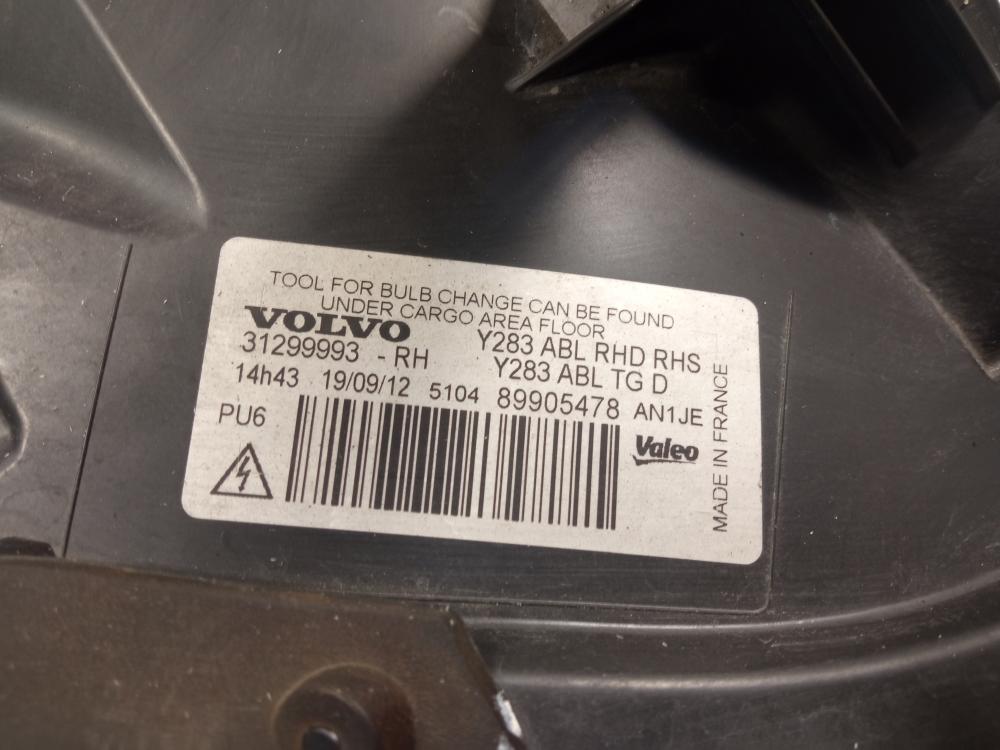 TOOL FOR BULB CHANGE CAN BE FOUND
UNDER CARGO AREA FLOOR
VOLVO Y283 ABL RHD RHS
31299993 - RH Y283 ABL TG D
14h43 19/09/12 5104 89905478 AN1JE
PU6
Valeo
MADE IN FRANCE